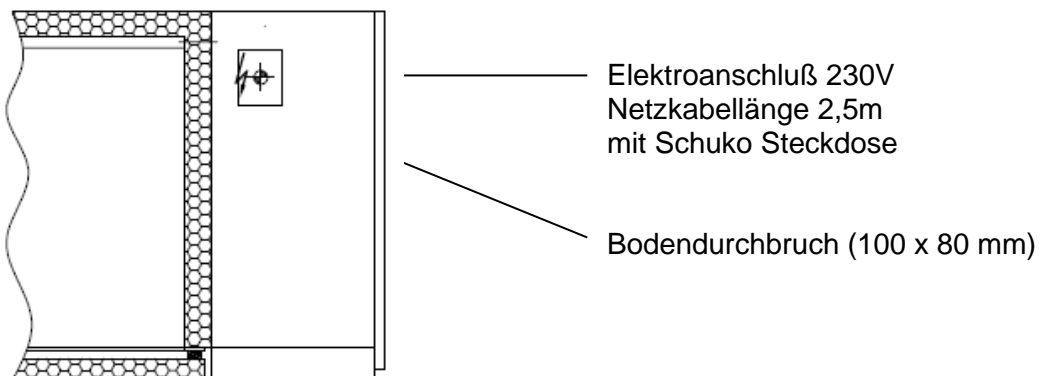 Elektroanschluß 230V
Netzkabellänge 2,5m
mit Schuko Steckdose
Bodendurchbruch (100 x 80 mm)